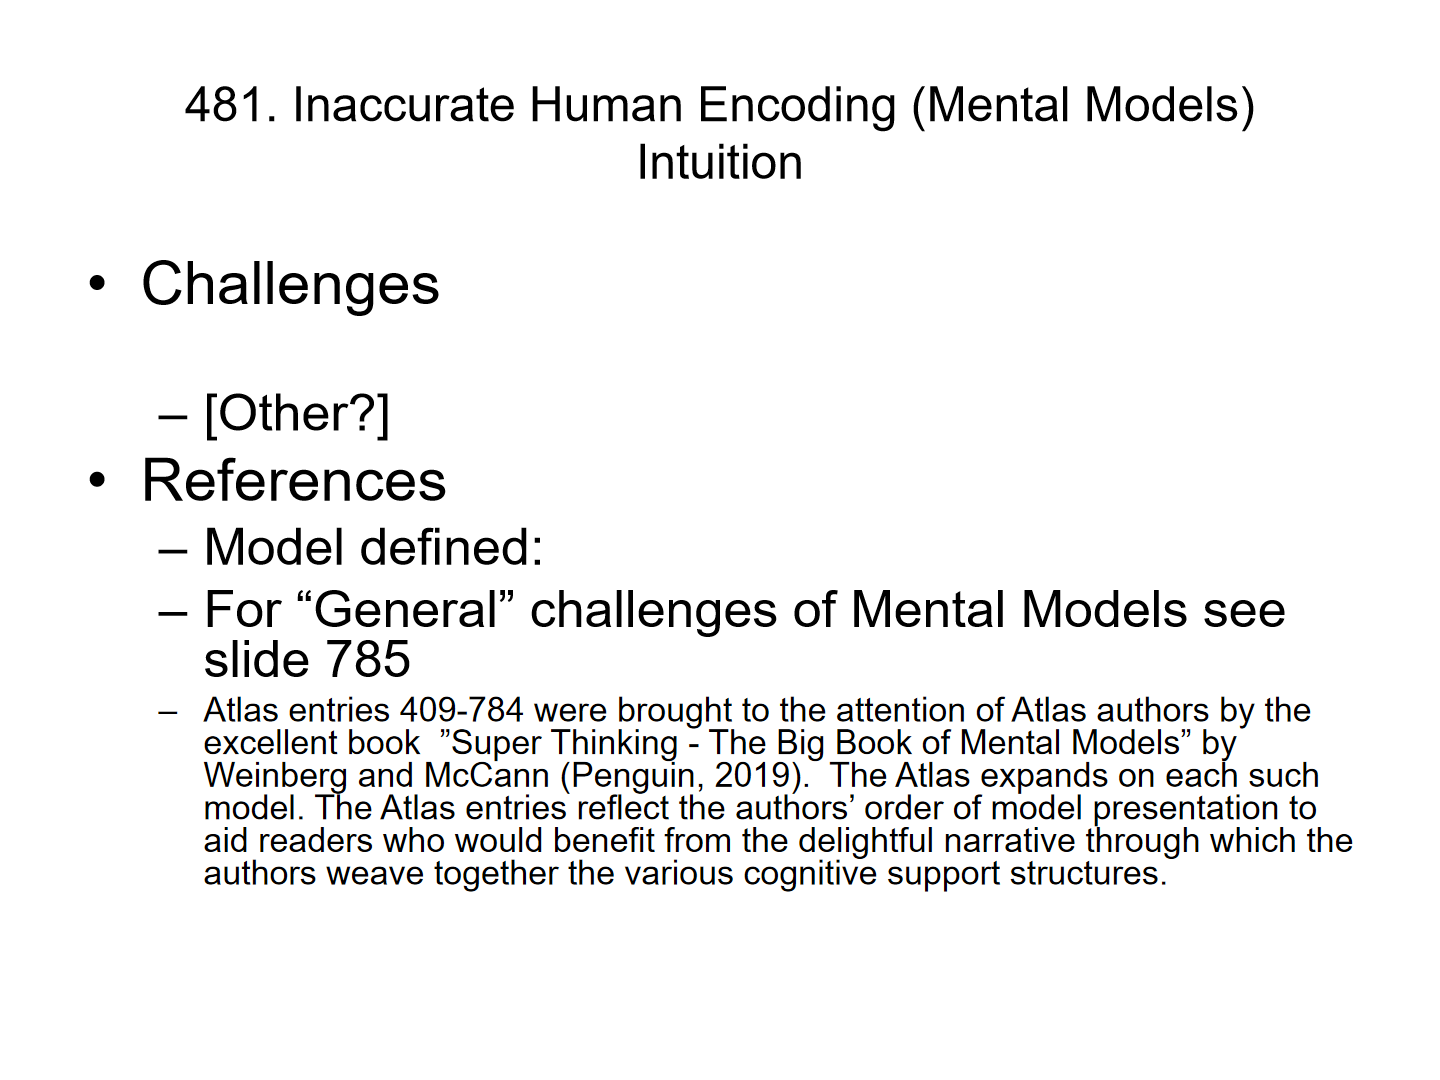 481. Inaccurate Human Encoding (Mental Models)
Intuition
• Challenges
– [Other?]
• References
– Model defined:
– For “General” challenges of Mental Models see
slide 785
– Atlas entries 409-784 were brought to the attention of Atlas authors by the
excellent book  ”Super Thinking - The Big Book of Mental Models” by
Weinberg and McCann (Penguin, 2019).  The Atlas expands on each such
model. The Atlas entries reflect the authors’ order of model presentation to
aid readers who would benefit from the delightful narrative through which the
authors weave together the various cognitive support structures.